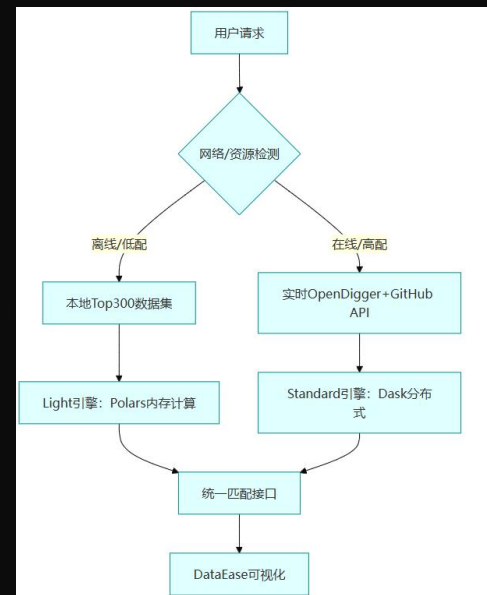 用户请求
网络/资源检测
离线/低配
在线/高配
本地Top300数据集
实时OpenDigger+GitHub
API
Light引擎：Polars内存计算
Standard引擎：Dask分布
式
统一匹配接口
DataEase可视化